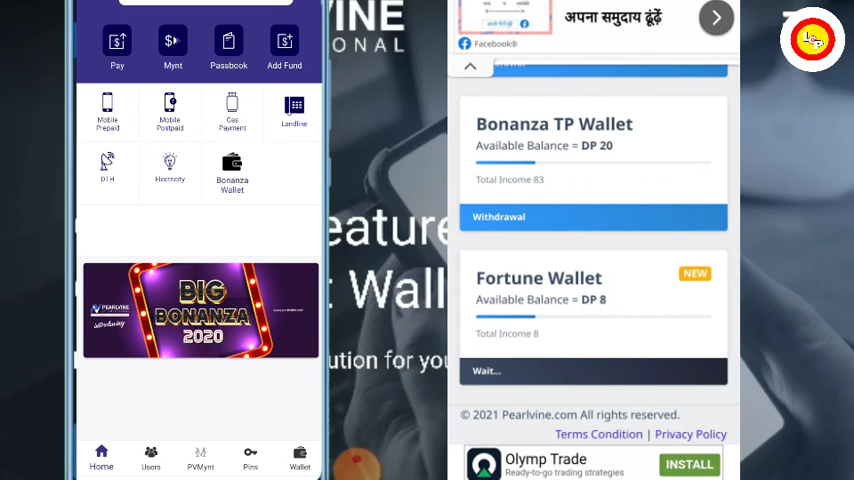 VINE
IONAL
Pay
Mynt
Passbook
Add Fund
Mobile
Prepaid
Mobile
Postpaid
Gas
Payment
Landline
DTH
Electricity
Bonanza
Wallet
PEARLVINE
introducing
BIG
BONANZA
2020
Home
Users
PVMynt
Pins
Wallet
eature
t Wall
ution for you
अपना समुदाय ढूंढ़ें
Facebook®
Bonanza TP Wallet
Available Balance = DP 20
Total Income 83
Withdrawal
Fortune Wallet
NEW
Available Balance = DP 8
Total Income 8
Wait...
© 2021 Pearlvine.com All rights reserved.
Terms Condition | Privacy Policy
Olymp Trade
Ready-to-go trading strategies
INSTALL